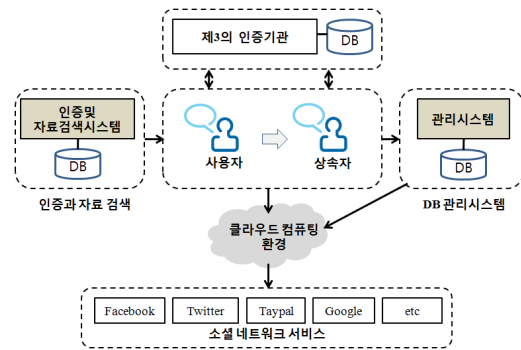 제3의 인증기관
DB
인증및
자료검색시스템
DB
인증과 자료 검색
사용자
상속자
관리시스템
DB
DB 관리시스템
클라우드 컴퓨팅
환경
Facebook
Twitter
Taypal
Google
etc
소셜 네트워크 서비스